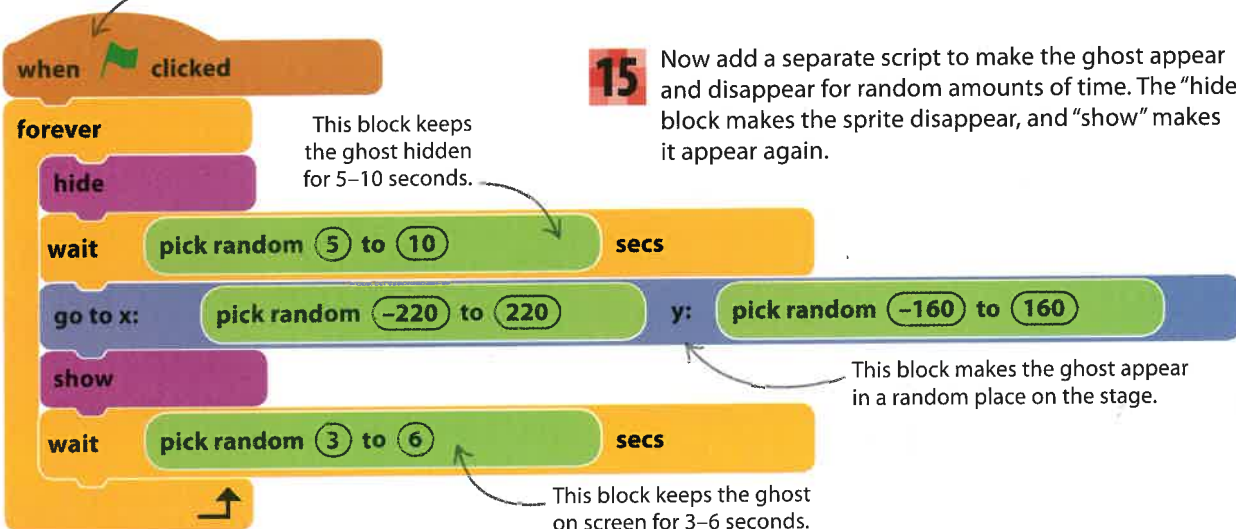 when clicked
forever
hide
wait pick random 5 to 10 secs
go to x: pick random –220 to 220 y: pick random –160 to 160
show
wait pick random 3 to 6 secs
This block keeps
the ghost hidden
for 5–10 seconds.
15
Now add a separate script to make the ghost appear
and disappear for random amounts of time. The “hide
block makes the sprite disappear, and “show” makes
it appear again.
This block makes the ghost appear
in a random place on the stage.
This block keeps the ghost
on screen for 3–6 seconds.